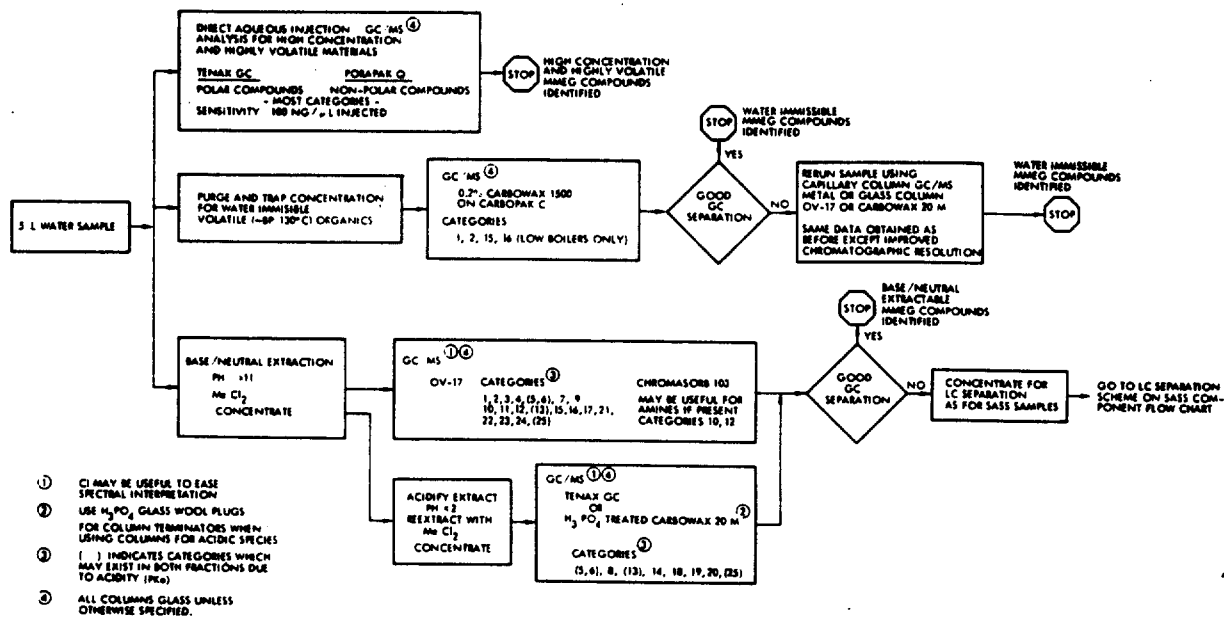 DIRECT AQUEOUS INJECTION GC/MS ④
ANALYSIS FOR HIGH CONCENTRATION
AND HIGHLY VOLATILE MATERIALS
TENAX GC PORAPAK Q
POLAR COMPOUNDS NON-POLAR COMPOUNDS
- MOST CATEGORIES -
SENSITIVITY 100 NG/μL INJECTED
STOP
HIGH CONCENTRATION
AND HIGHLY VOLATILE
MMEG COMPOUNDS
IDENTIFIED
5 L WATER SAMPLE
PURGE AND TRAP CONCENTRATION
FOR WATER IMMISIBLE
VOLATILE (~BP 130°C) ORGANICS
GC/MS ④
0.2% CARBOWAX 1500
ON CARBOPAK C
CATEGORIES
1, 2, 15, 16 (LOW BOILERS ONLY)
STOP
WATER IMMISSIBLE
MMEG COMPOUNDS
IDENTIFIED
YES
GOOD
GC
SEPARATION
NO
RERUN SAMPLE USING
CAPILLARY COLUMN GC/MS
METAL OR GLASS COLUMN
OV-17 OR CARBOWAX 20 M
SAME DATA OBTAINED AS
BEFORE EXCEPT IMPROVED
CHROMATOGRAPHIC RESOLUTION
WATER IMMISSIBLE
MMEG COMPOUNDS
IDENTIFIED
STOP
BASE/NEUTRAL EXTRACTION
PH >11
Me Cl2
CONCENTRATE
GC MS ①④
OV-17 CATEGORIES ③
1, 2, 3, 4, (5,6), 7, 9
10, 11, 12, (13), 15, 16, 17, 21,
22, 23, 24, (25)
CHROMASORB 103
MAY BE USEFUL FOR
AMINES IF PRESENT
CATEGORIES 10, 12
BASE/NEUTRAL
EXTRACTABLE
MMEG COMPOUNDS
IDENTIFIED
STOP
YES
GOOD
GC
SEPARATION
NO
CONCENTRATE FOR
LC SEPARATION
AS FOR SASS SAMPLES
GO TO LC SEPARATION
SCHEME ON SASS COM-
PONENT FLOW CHART
ACIDIFY EXTRACT
PH <2
REEXTRACT WITH
Me Cl2
CONCENTRATE
GC/MS ①④
TENAX GC
OR
H3 PO4 TREATED CARBOWAX 20 M ②
CATEGORIES ③
(5,6), 8, (13), 14, 18, 19, 20, (25)
① CI MAY BE USEFUL TO EASE
SPECTRAL INTERPRETATION
② USE H3PO4 GLASS WOOL PLUGS
FOR COLUMN TERMINATORS WHEN
USING COLUMNS FOR ACIDIC SPECIES
③ ( ) INDICATES CATEGORIES WHICH
MAY EXIST IN BOTH FRACTIONS DUE
TO ACIDITY (PKa)
④ ALL COLUMNS GLASS UNLESS
OTHERWISE SPECIFIED.